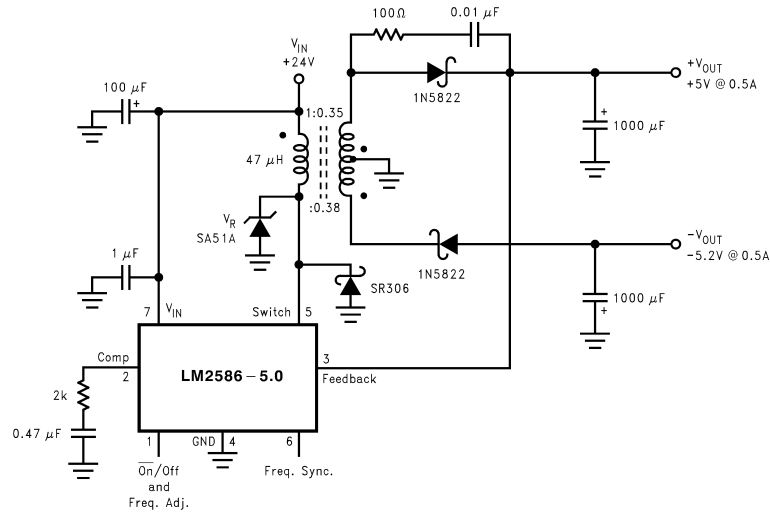 100Ω
0.01 μF
V_IN
+24V
100 μF
+
1:0.35
1N5822
+V_OUT
+5V @ 0.5A
+
1000 μF
47 μH
:0.38
V_R
SA51A
-V_OUT
-5.2V @ 0.5A
1N5822
1 μF
SR306
1000 μF
+
7
V_IN
Switch
5
Comp
2
LM2586-5.0
3
Feedback
2k
0.47 μF
1
GND
4
6
O̅n̅/Off
and
Freq. Adj.
Freq. Sync.